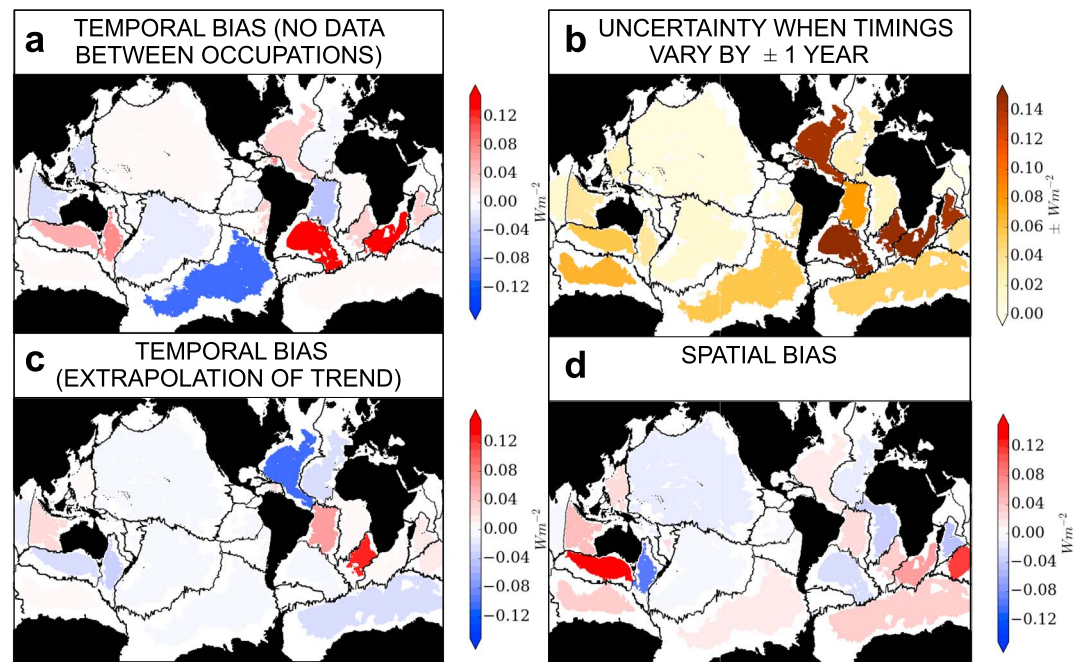 a TEMPORAL BIAS (NO DATA
BETWEEN OCCUPATIONS)
0.12
0.08
0.04
0.00
−0.04
−0.08
−0.12
Wm−2
b UNCERTAINTY WHEN TIMINGS
VARY BY ± 1 YEAR
0.14
0.12
0.10
0.08
0.06
0.04
0.02
0.00
± Wm−2
c TEMPORAL BIAS
(EXTRAPOLATION OF TREND)
0.12
0.08
0.04
0.00
−0.04
−0.08
−0.12
Wm−2
d SPATIAL BIAS
0.12
0.08
0.04
0.00
−0.04
−0.08
−0.12
Wm−2